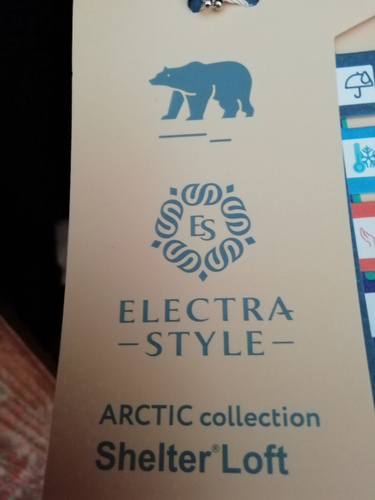 ES
ELECTRA
–STYLE–
ARCTIC collection
Shelter®Loft